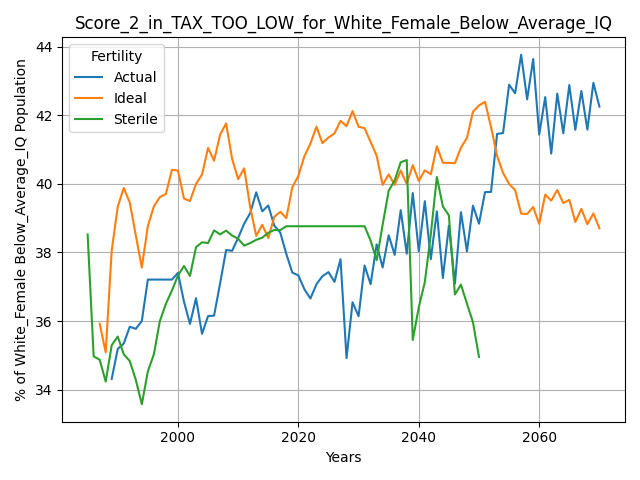 Score_2_in_TAX_TOO_LOW_for_White_Female_Below_Average_IQ
% of White_Female Below_Average_IQ Population
44
42
40
38
36
34
Fertility
Actual
Ideal
Sterile
2000
2020
2040
2060
Years